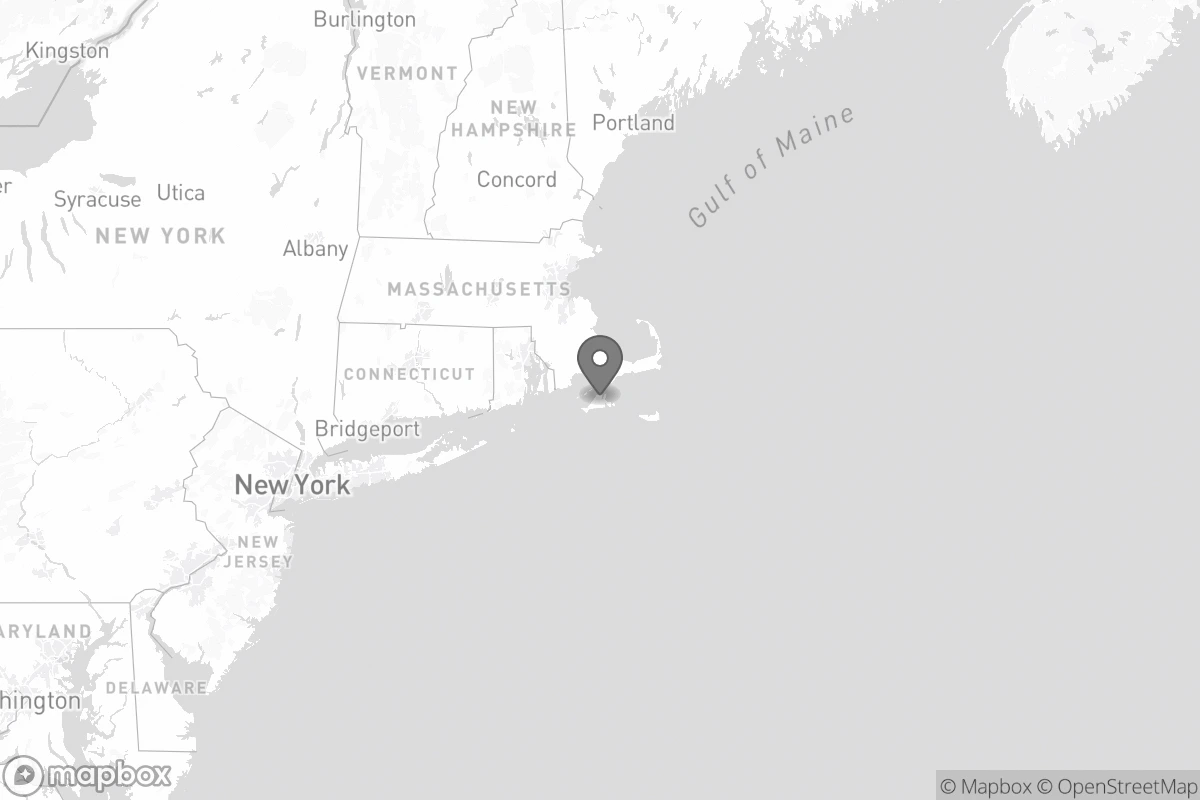 Burlington
Kingston
VERMONT
NEW
HAMPSHIRE
Portland
Gulf of Maine
Concord
er
Syracuse
Utica
NEW YORK
Albany
MASSACHUSETTS
CONNECTICUT
Bridgeport
New York
NEW
JERSEY
ARYLAND
DELAWARE
hington
mapbox
© Mapbox © OpenStreetMap